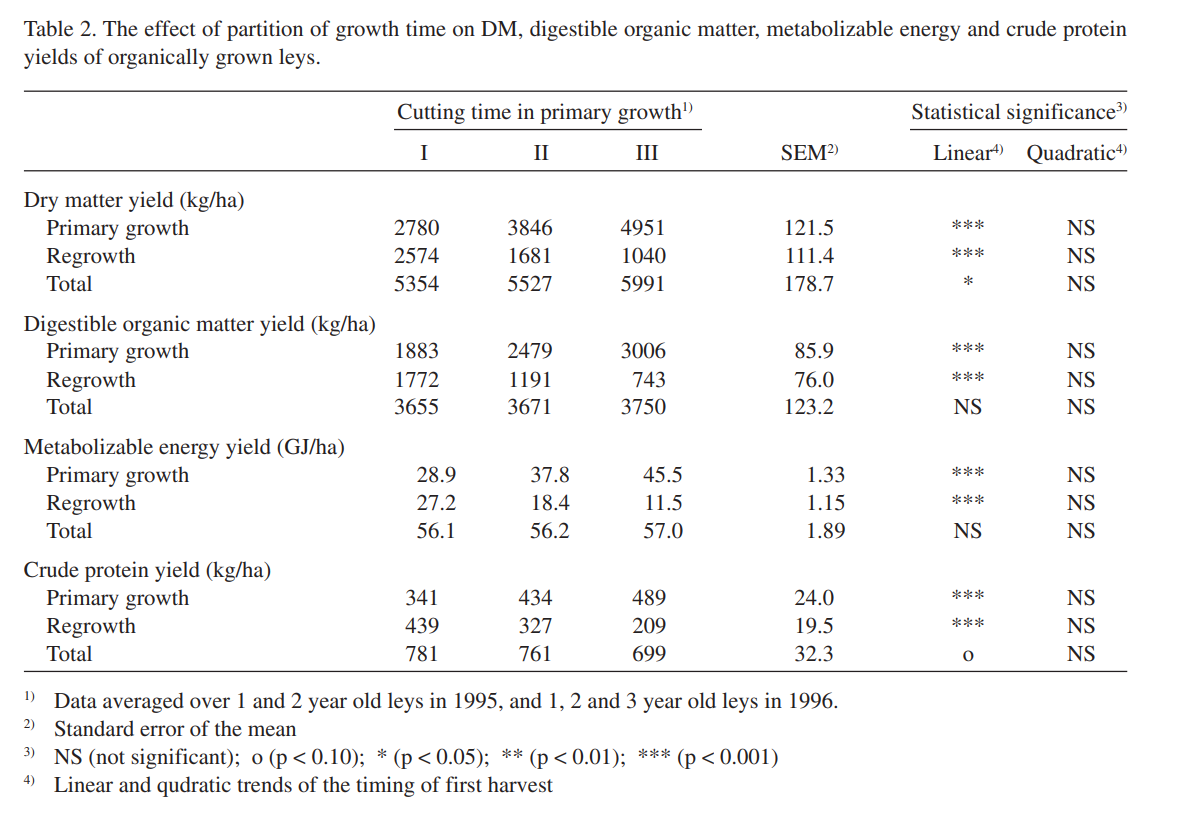 Table 2. The effect of partition of growth time on DM, digestible organic matter, metabolizable energy and crude protein
yields of organically grown leys.
Cutting time in primary growth1) Statistical significance3)
I II III SEM2) Linear4) Quadratic4)
Dry matter yield (kg/ha)
Primary growth 2780 3846 4951 121.5 *** NS
Regrowth 2574 1681 1040 111.4 *** NS
Total 5354 5527 5991 178.7 * NS
Digestible organic matter yield (kg/ha)
Primary growth 1883 2479 3006 85.9 *** NS
Regrowth 1772 1191 743 76.0 *** NS
Total 3655 3671 3750 123.2 NS NS
Metabolizable energy yield (GJ/ha)
Primary growth 28.9 37.8 45.5 1.33 *** NS
Regrowth 27.2 18.4 11.5 1.15 *** NS
Total 56.1 56.2 57.0 1.89 NS NS
Crude protein yield (kg/ha)
Primary growth 341 434 489 24.0 *** NS
Regrowth 439 327 209 19.5 *** NS
Total 781 761 699 32.3 o NS
1) Data averaged over 1 and 2 year old leys in 1995, and 1, 2 and 3 year old leys in 1996.
2) Standard error of the mean
3) NS (not significant); o (p < 0.10); * (p < 0.05); ** (p < 0.01); *** (p < 0.001)
4) Linear and qudratic trends of the timing of first harvest